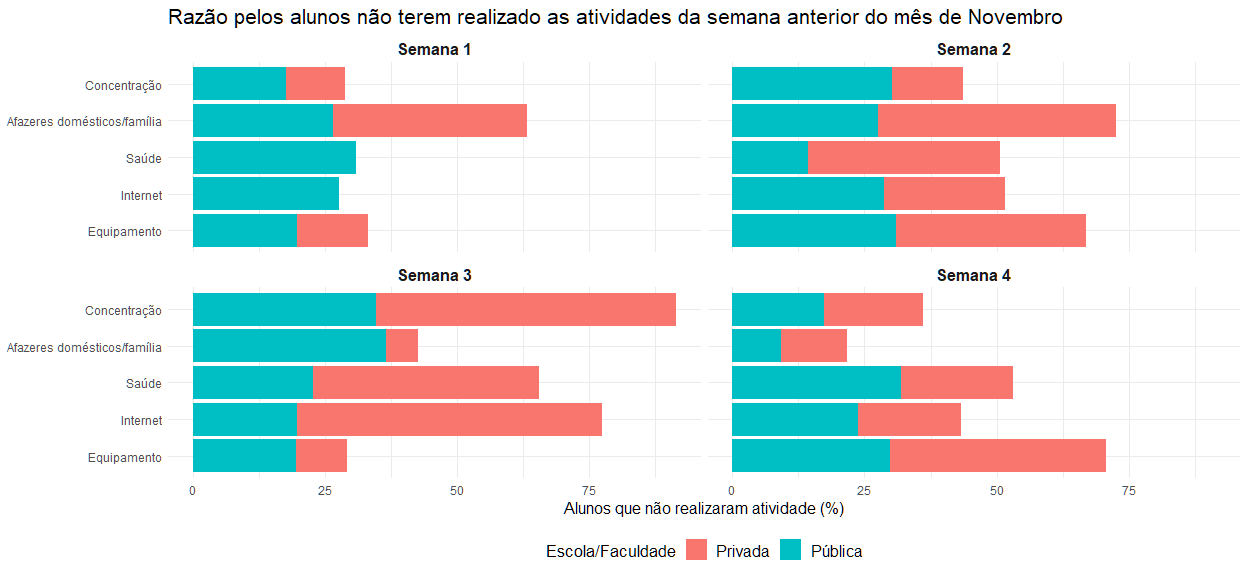 Razão pelos alunos não terem realizado as atividades da semana anterior do mês de Novembro
Semana 1
Semana 2
Concentração
Afazeres domésticos/família
Saúde
Internet
Equipamento
Semana 3
Semana 4
Concentração
Afazeres domésticos/família
Saúde
Internet
Equipamento
0 25 50 75
0 25 50 75
Alunos que não realizaram atividade (%)
Escola/Faculdade Privada Pública